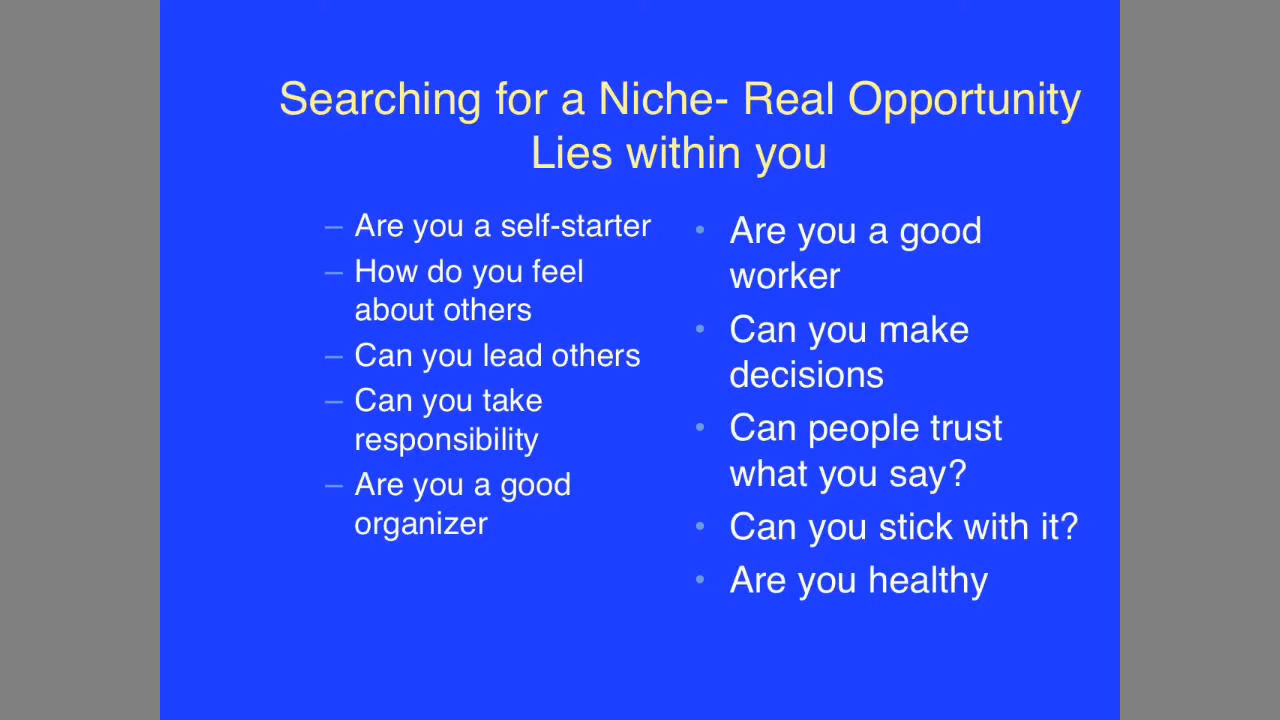 Searching for a Niche- Real Opportunity
Lies within you
– Are you a self-starter
– How do you feel
about others
– Can you lead others
– Can you take
responsibility
– Are you a good
organizer
• Are you a good
worker
• Can you make
decisions
• Can people trust
what you say?
• Can you stick with it?
• Are you healthy